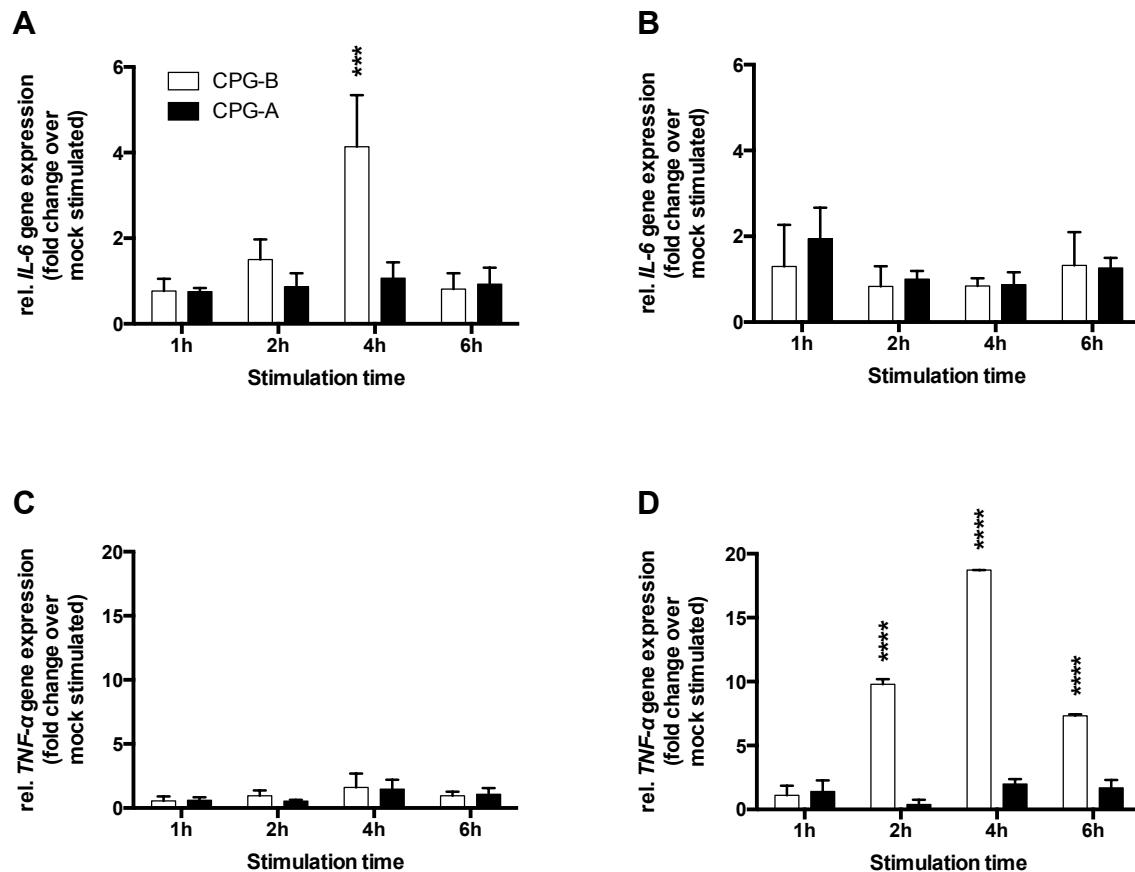 A
rel. IL-6 gene expression
(fold change over
mock stimulated)
6
4
2
0
CPG-B
CPG-A
***
1h 2h 4h 6h
Stimulation time
B
rel. IL-6 gene expression
(fold change over
mock stimulated)
6
4
2
0
1h 2h 4h 6h
Stimulation time
C
rel. TNF-α gene expression
(fold change over
mock stimulated)
20
15
10
5
0
1h 2h 4h 6h
Stimulation time
D
rel. TNF-α gene expression
(fold change over
mock stimulated)
20
15
10
5
0
****
****
****
1h 2h 4h 6h
Stimulation time